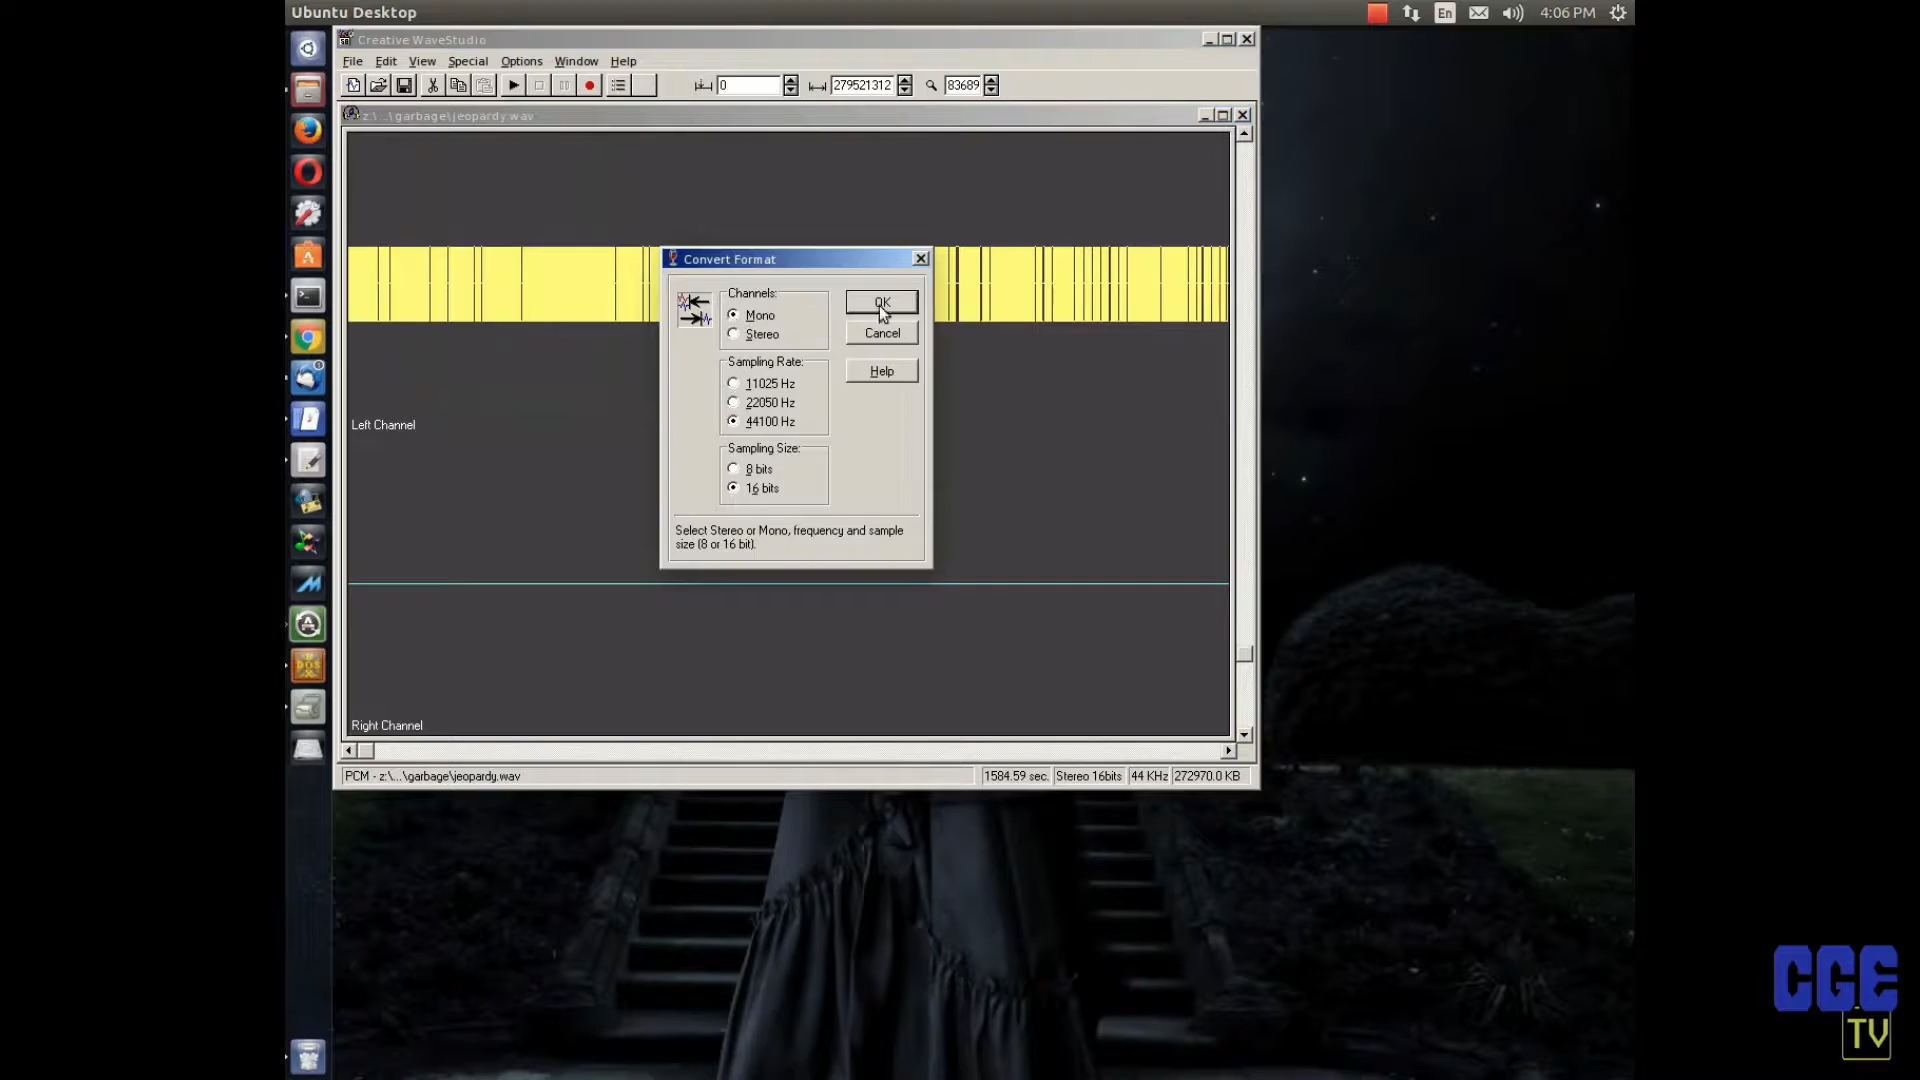 Ubuntu Desktop
En
4:06 PM
Creative WaveStudio
File Edit View Special Options Window Help
0
279521312
83689
z:\...\garbage\jeopardy.wav
Convert Format
Channels:
Mono
Stereo
OK
Cancel
Help
Sampling Rate:
11025 Hz
22050 Hz
44100 Hz
Sampling Size:
8 bits
16 bits
Select Stereo or Mono, frequency and sample
size (8 or 16 bit).
Left Channel
Right Channel
PCM - z:\...\garbage\jeopardy.wav
1584.59 sec. Stereo 16bits 44 KHz 272970.0 KB
DOS
CGE
TV